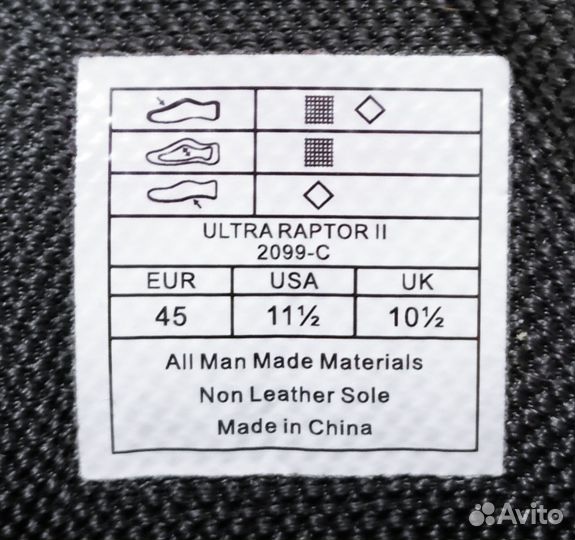 ULTRA RAPTOR II
2099-C
EUR USA UK
45 11½ 10½
All Man Made Materials
Non Leather Sole
Made in China
Avito